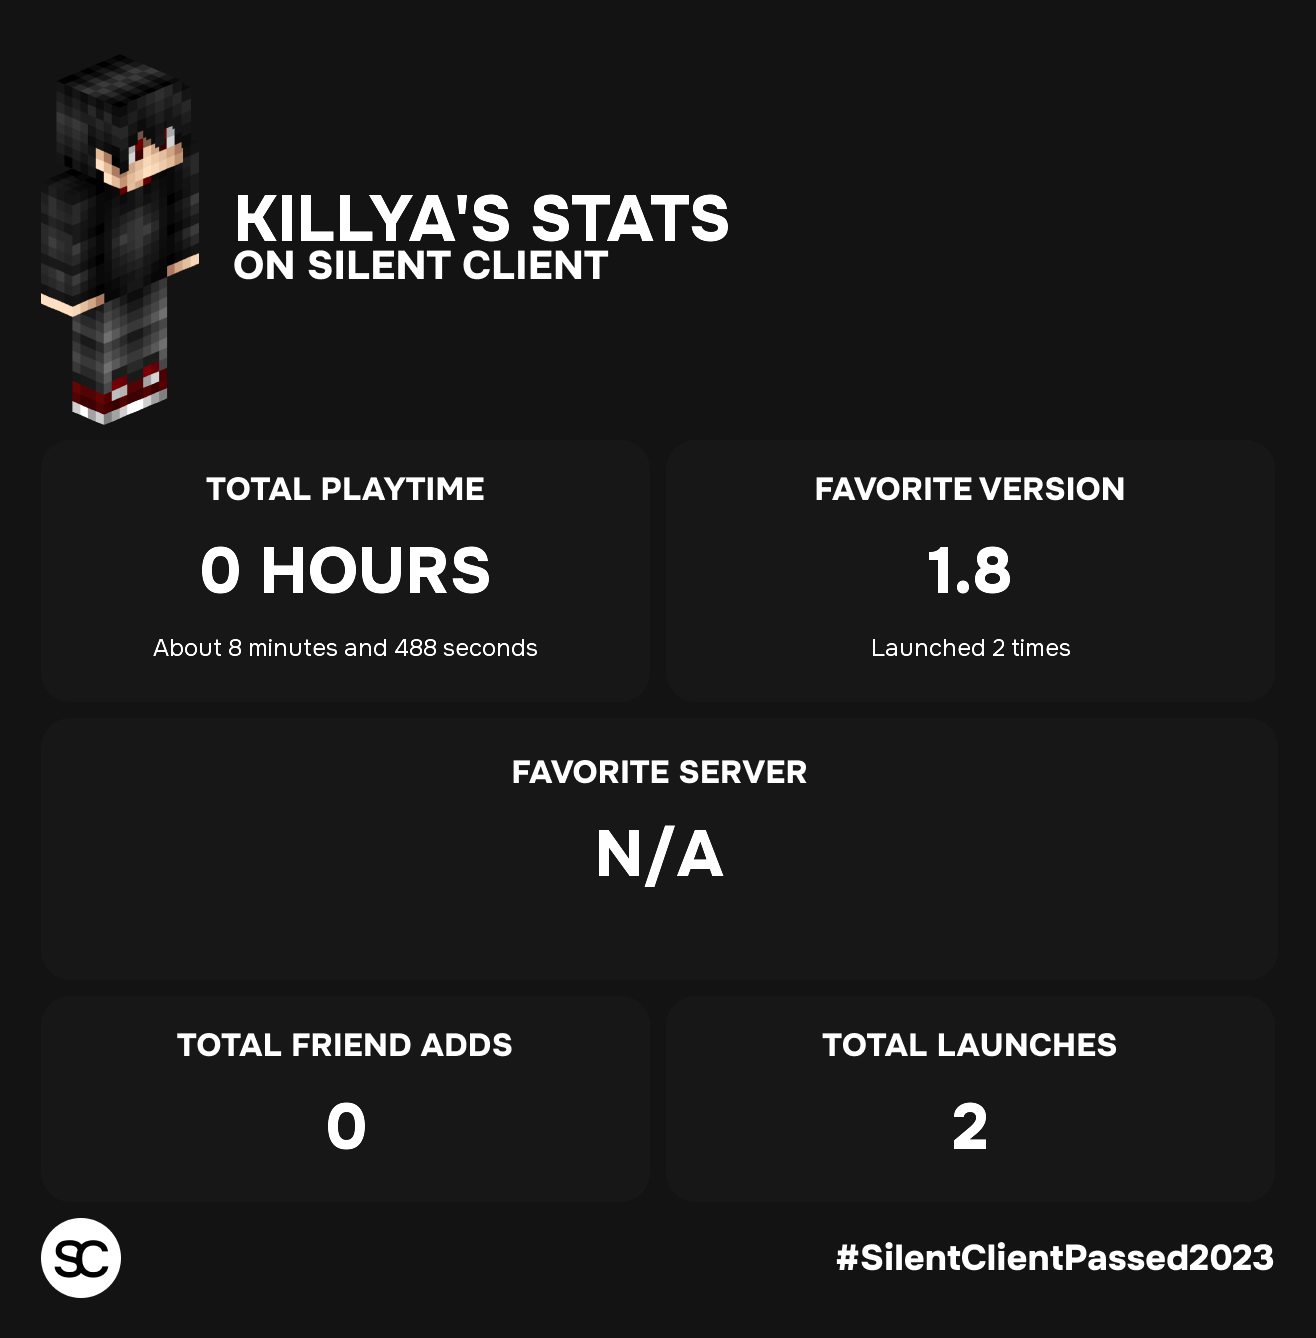 KILLYA'S STATS
ON SILENT CLIENT
TOTAL PLAYTIME
0 HOURS
About 8 minutes and 488 seconds
FAVORITE VERSION
1.8
Launched 2 times
FAVORITE SERVER
N/A
TOTAL FRIEND ADDS
0
TOTAL LAUNCHES
2
SC
#SilentClientPassed2023